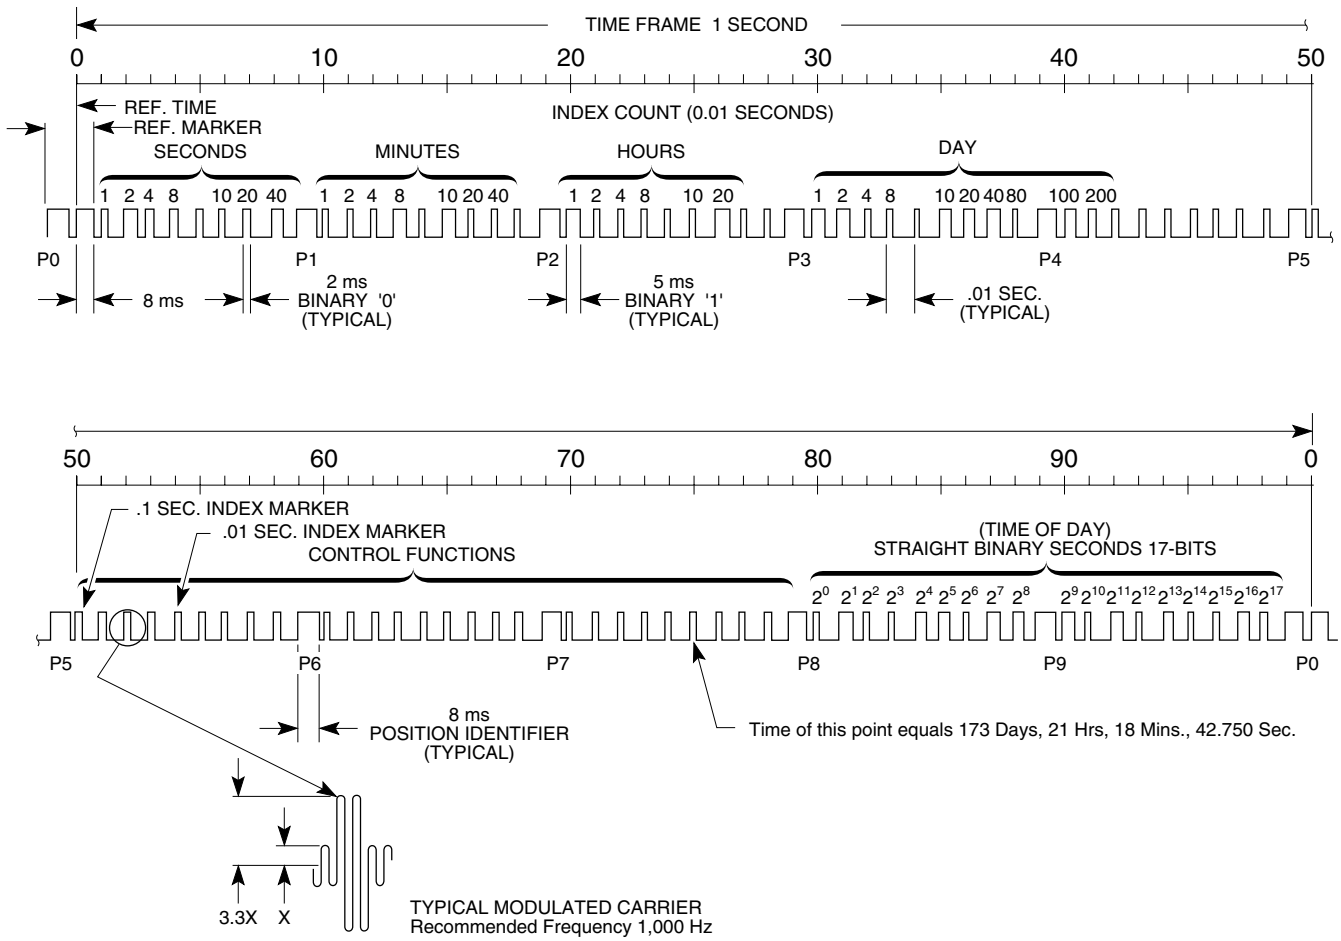 TIME FRAME 1 SECOND
0 10 20 30 40 50
REF. TIME
INDEX COUNT (0.01 SECONDS)
REF. MARKER
SECONDS MINUTES HOURS DAY
1 2 4 8 10 20 40 1 2 4 8 10 20 40 1 2 4 8 10 20 1 2 4 8 10 20 40 80 100 200
P0 P1 P2 P3 P4 P5
8 ms
2 ms
BINARY '0'
(TYPICAL)
5 ms
BINARY '1'
(TYPICAL)
.01 SEC.
(TYPICAL)
50 60 70 80 90 0
.1 SEC. INDEX MARKER
.01 SEC. INDEX MARKER
CONTROL FUNCTIONS
(TIME OF DAY)
STRAIGHT BINARY SECONDS 17-BITS
2⁰ 2¹ 2² 2³ 2⁴ 2⁵ 2⁶ 2⁷ 2⁸ 2⁹ 2¹⁰ 2¹¹ 2¹² 2¹³ 2¹⁴ 2¹⁵ 2¹⁶ 2¹⁷
P5 P6 P7 P8 P9 P0
8 ms
POSITION IDENTIFIER
(TYPICAL)
Time of this point equals 173 Days, 21 Hrs, 18 Mins., 42.750 Sec.
3.3X X
TYPICAL MODULATED CARRIER
Recommended Frequency 1,000 Hz